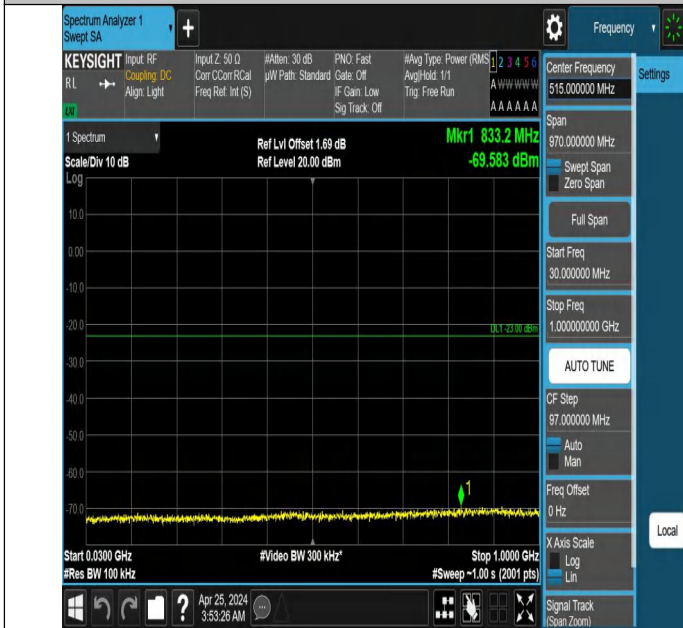 Spectrum Analyzer 1
Swept SA
+
Frequency
KEYSIGHT
RL
Input: RF
Coupling: DC
Align: Light
Input Z: 50 Ω
Corr CCorr RCal
Freq Ref: Int (S)
#Atten: 30 dB
µW Path: Standard
PNO: Fast
Gate: Off
IF Gain: Low
Sig Track: Off
#Avg Type: Power (RMS
Avg|Hold: 1/1
Trig: Free Run
1 2 3 4 5 6
A W W W W W
A A A A A A
1 Spectrum
Scale/Div 10 dB
Log
Ref Lvl Offset 1.69 dB
Ref Level 20.00 dBm
Mkr1 833.2 MHz
-69.583 dBm
10.0
0.00
-10.0
-20.0
DL1 -23.00 dBm
-30.0
-40.0
-50.0
-60.0
1
-70.0
Start 0.0300 GHz
#Res BW 100 kHz
#Video BW 300 kHz*
Stop 1.0000 GHz
#Sweep ~1.00 s (2001 pts)
?
Apr 25, 2024
3:53:26 AM
Center Frequency
515.000000 MHz
Settings
Span
970.000000 MHz
Swept Span
Zero Span
Full Span
Start Freq
30.000000 MHz
Stop Freq
1.000000000 GHz
AUTO TUNE
CF Step
97.000000 MHz
Auto
Man
Freq Offset
0 Hz
Local
X Axis Scale
Log
Lin
Signal Track
(Span Zoom)